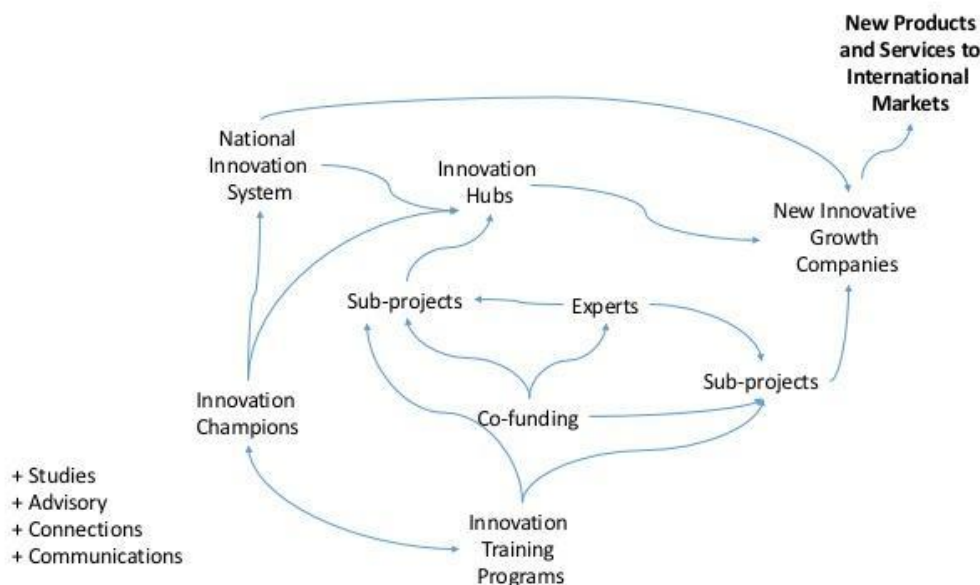 New Products
and Services to
International
Markets
National
Innovation
System
Innovation
Hubs
New Innovative
Growth
Companies
Sub-projects
Experts
Sub-projects
Innovation
Champions
Co-funding
+ Studies
+ Advisory
+ Connections
+ Communications
Innovation
Training
Programs